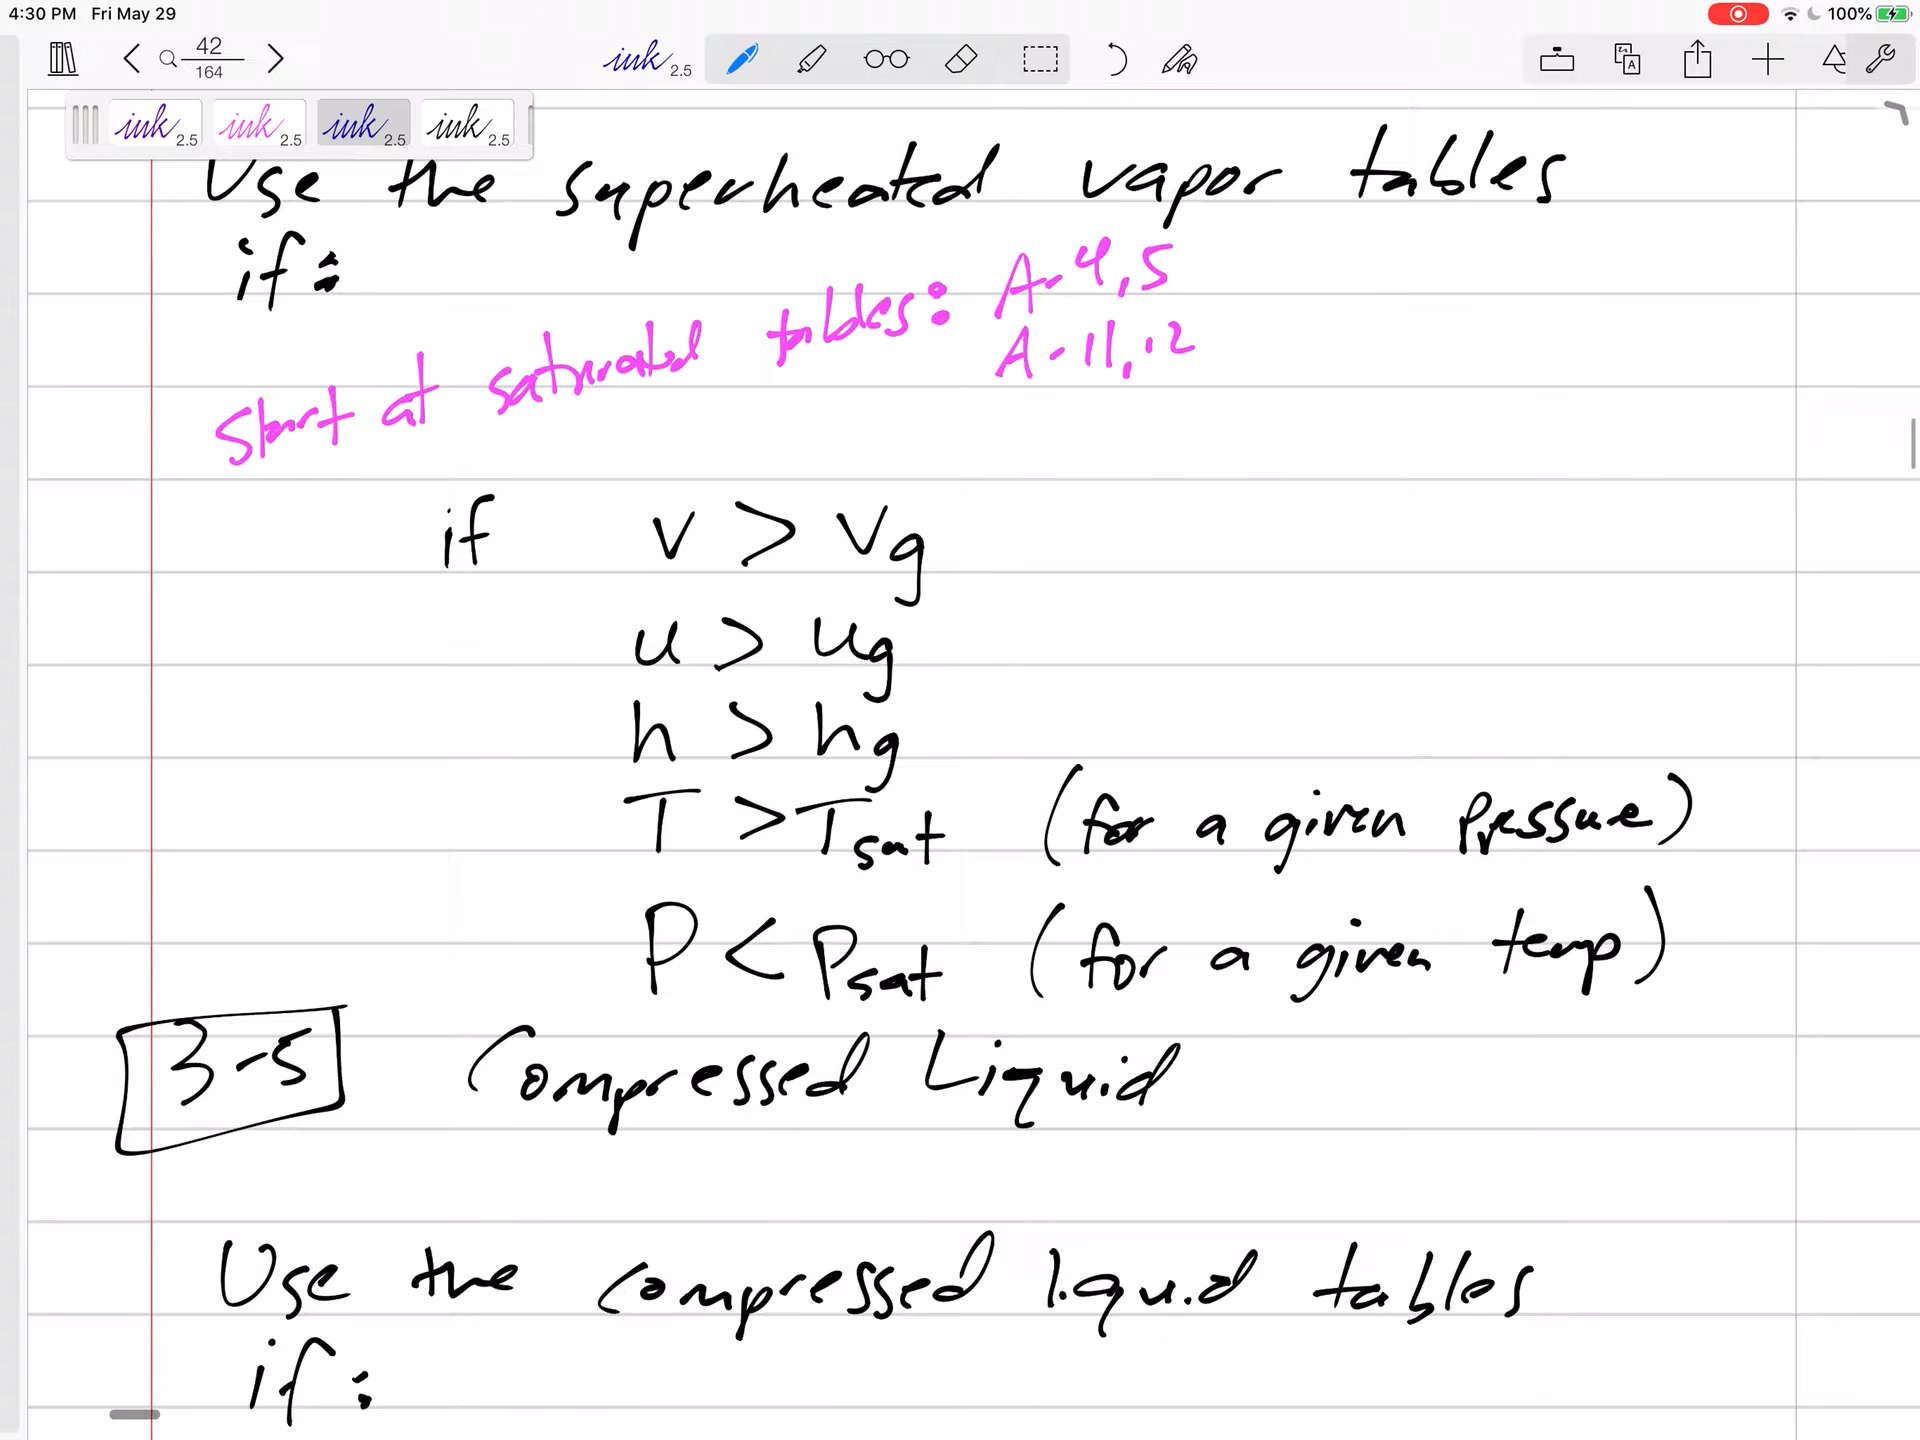 4:30 PM Fri May 29
100%
42
164
ink 2.5
ink 2.5 ink 2.5 ink 2.5 ink 2.5
Use the superheated vapor tables
if:
Start at saturated tables: A-4,5
A-11,12
if v > vg
u > ug
h > hg
T > Tsat (for a given pressure)
P < Psat (for a given temp)
3-5 Compressed Liquid
Use the compressed liquid tables
if: